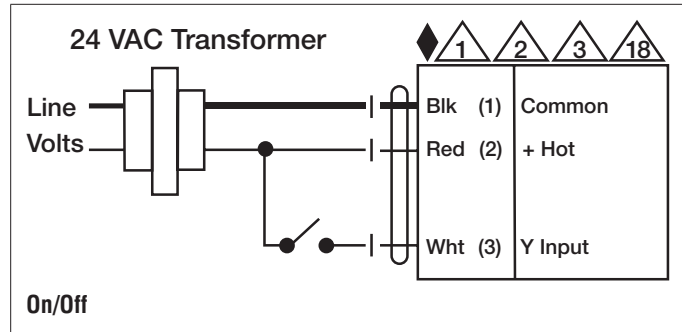 24 VAC Transformer
1 2 3 18
Line
Volts
Blk (1) Common
Red (2) + Hot
Wht (3) Y Input
On/Off